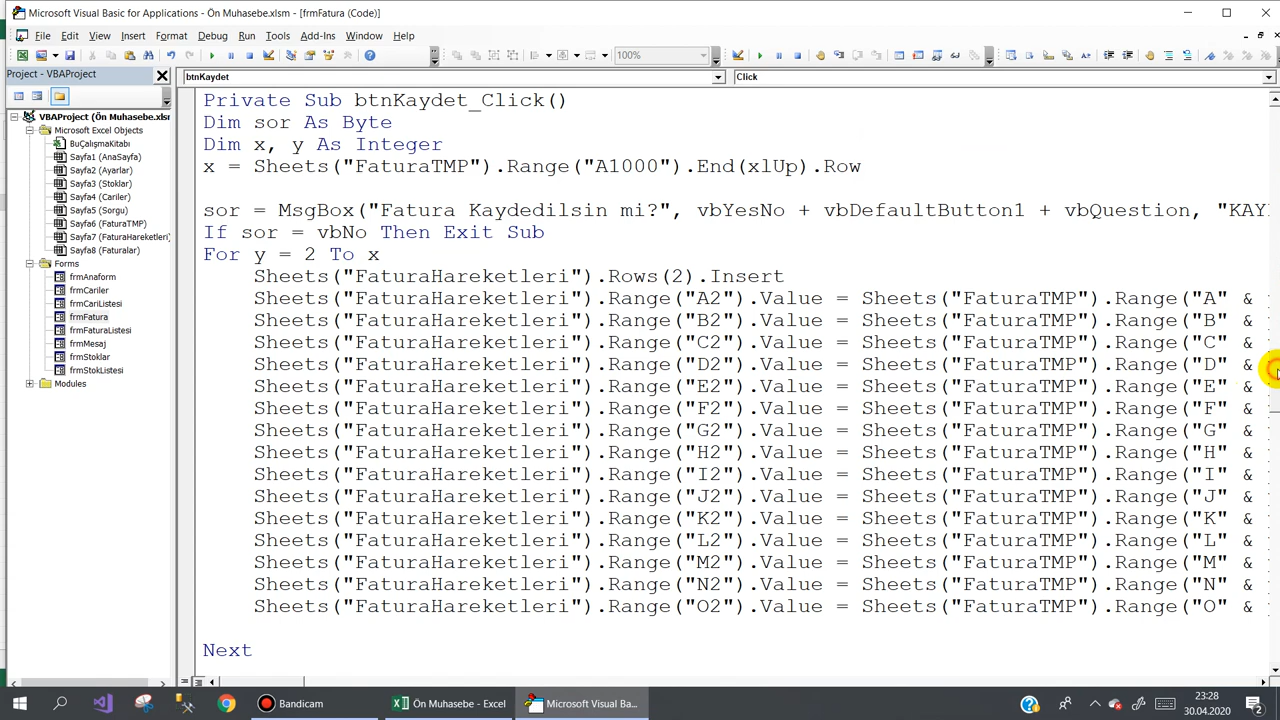 Microsoft Visual Basic for Applications - Ön Muhasebe.xlsm - [frmFatura (Code)]
File Edit View Insert Format Debug Run Tools Add-Ins Window Help
100%
Project - VBAProject
btnKaydet
Click
VBAProject (Ön Muhasebe.xlsm
Microsoft Excel Objects
BuÇalışmaKitabı
Sayfa1 (AnaSayfa)
Sayfa2 (Ayarlar)
Sayfa3 (Stoklar)
Sayfa4 (Cariler)
Sayfa5 (Sorgu)
Sayfa6 (FaturaTMP)
Sayfa7 (FaturaHareketleri)
Sayfa8 (Faturalar)
Forms
frmAnaform
frmCariler
frmCariListesi
frmFatura
frmFaturaListesi
frmMesaj
frmStoklar
frmStokListesi
Modules
Private Sub btnKaydet_Click()
Dim sor As Byte
Dim x, y As Integer
x = Sheets("FaturaTMP").Range("A1000").End(xlUp).Row
sor = MsgBox("Fatura Kaydedilsin mi?", vbYesNo + vbDefaultButton1 + vbQuestion, "KAY
If sor = vbNo Then Exit Sub
For y = 2 To x
Sheets("FaturaHareketleri").Rows(2).Insert
Sheets("FaturaHareketleri").Range("A2").Value = Sheets("FaturaTMP").Range("A" &
Sheets("FaturaHareketleri").Range("B2").Value = Sheets("FaturaTMP").Range("B" &
Sheets("FaturaHareketleri").Range("C2").Value = Sheets("FaturaTMP").Range("C" &
Sheets("FaturaHareketleri").Range("D2").Value = Sheets("FaturaTMP").Range("D" &
Sheets("FaturaHareketleri").Range("E2").Value = Sheets("FaturaTMP").Range("E" &
Sheets("FaturaHareketleri").Range("F2").Value = Sheets("FaturaTMP").Range("F" &
Sheets("FaturaHareketleri").Range("G2").Value = Sheets("FaturaTMP").Range("G" &
Sheets("FaturaHareketleri").Range("H2").Value = Sheets("FaturaTMP").Range("H" &
Sheets("FaturaHareketleri").Range("I2").Value = Sheets("FaturaTMP").Range("I" &
Sheets("FaturaHareketleri").Range("J2").Value = Sheets("FaturaTMP").Range("J" &
Sheets("FaturaHareketleri").Range("K2").Value = Sheets("FaturaTMP").Range("K" &
Sheets("FaturaHareketleri").Range("L2").Value = Sheets("FaturaTMP").Range("L" &
Sheets("FaturaHareketleri").Range("M2").Value = Sheets("FaturaTMP").Range("M" &
Sheets("FaturaHareketleri").Range("N2").Value = Sheets("FaturaTMP").Range("N" &
Sheets("FaturaHareketleri").Range("O2").Value = Sheets("FaturaTMP").Range("O" &
Next
Bandicam
Ön Muhasebe - Excel
Microsoft Visual Ba...
23:28
30.04.2020
2